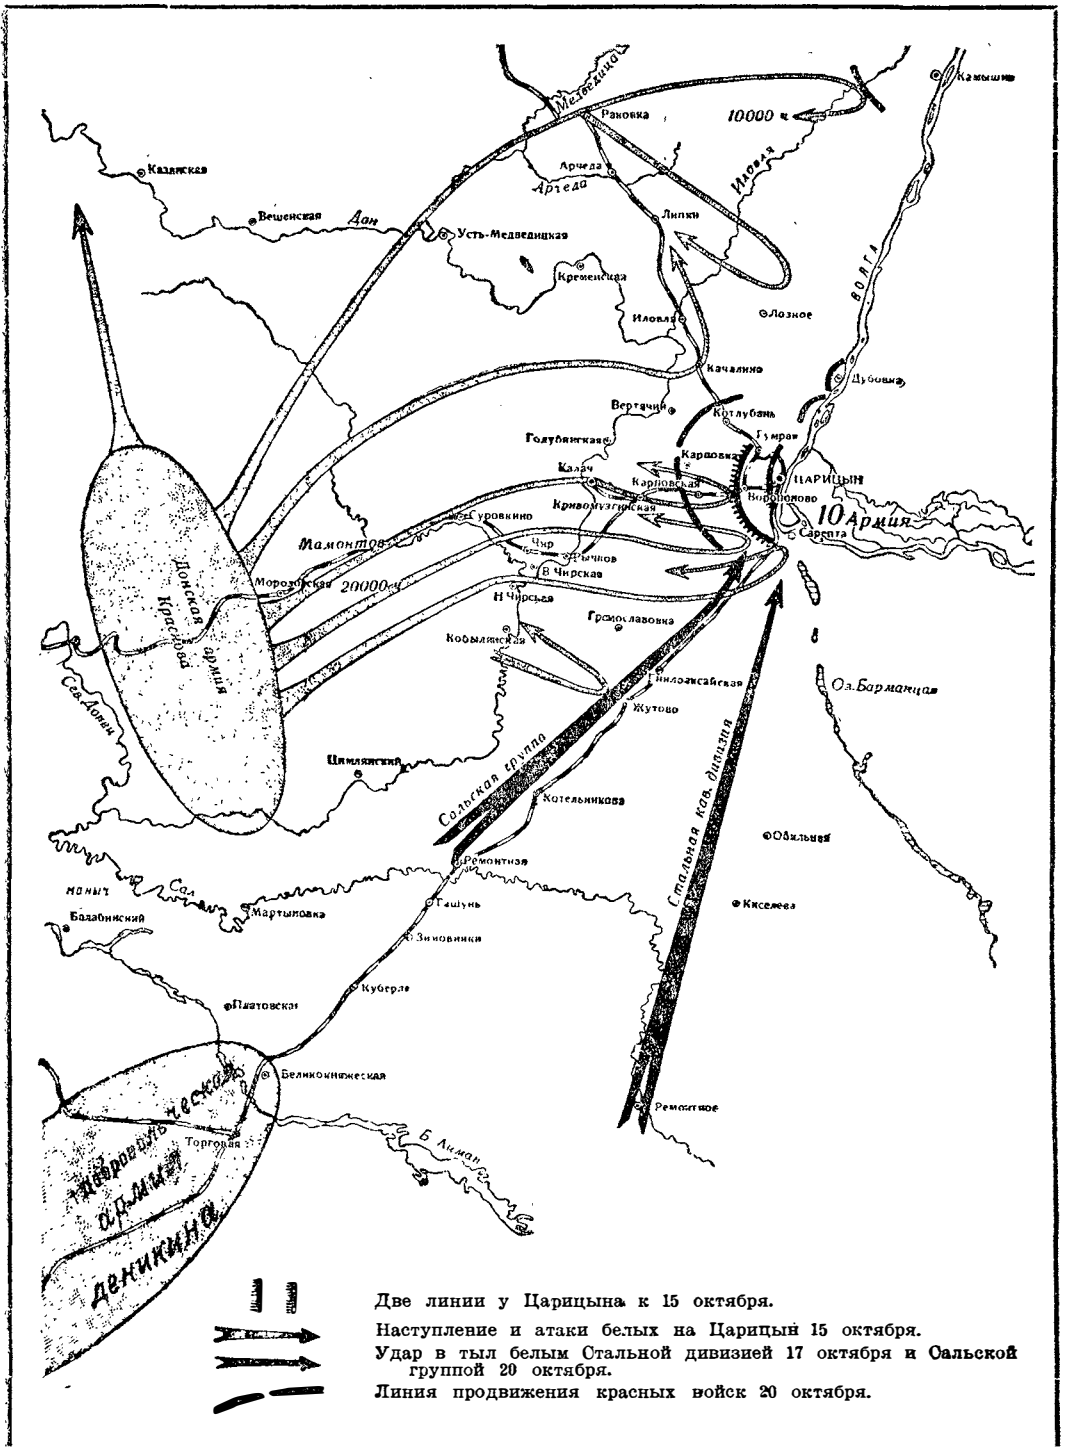 Камышин
Медведица
10000 ч.
Раковка
Иловля
Арчеда
Арчеда
Казанская
Вешенская
Дон
Усть-Медведицкая
Липки
Кременская
ВОЛГА
Иловля
Лозное
Качалино
Дубовка
Вертячий
Котлубань
Голубинская
Гумрак
Карповка
Калач
Карповская
ЦАРИЦЫН
Воропоново
Кривомузгинская
10 Армия
Суровкино
Сарепта
Мамонтов
Чир
Рычков
В Чирская
Морозовская
20000 ч
Н Чирская
Донская армия
Краснова
Громославовка
Кобылянская
Сев. Донец
Гнилоаксайская
Оз. Барманцак
Жутово
Цимлянский
Сальская группа
Стальная кав. дивизия
Котельникова
Обильная
Ремонтная
маныч
Сал
Гашунь
Киселева
Мартыновка
Балабинский
Зимовники
Куберле
Платовская
Великокняжеская
Ремонтное
Торговая
Б Лиман
Добровольческая
армия
деникина
Две линии у Царицына к 15 октября.
Наступление и атаки белых на Царицын 15 октября.
Удар в тыл белым Стальной дивизией 17 октября и Сальской
группой 20 октября.
Линия продвижения красных войск 20 октября.